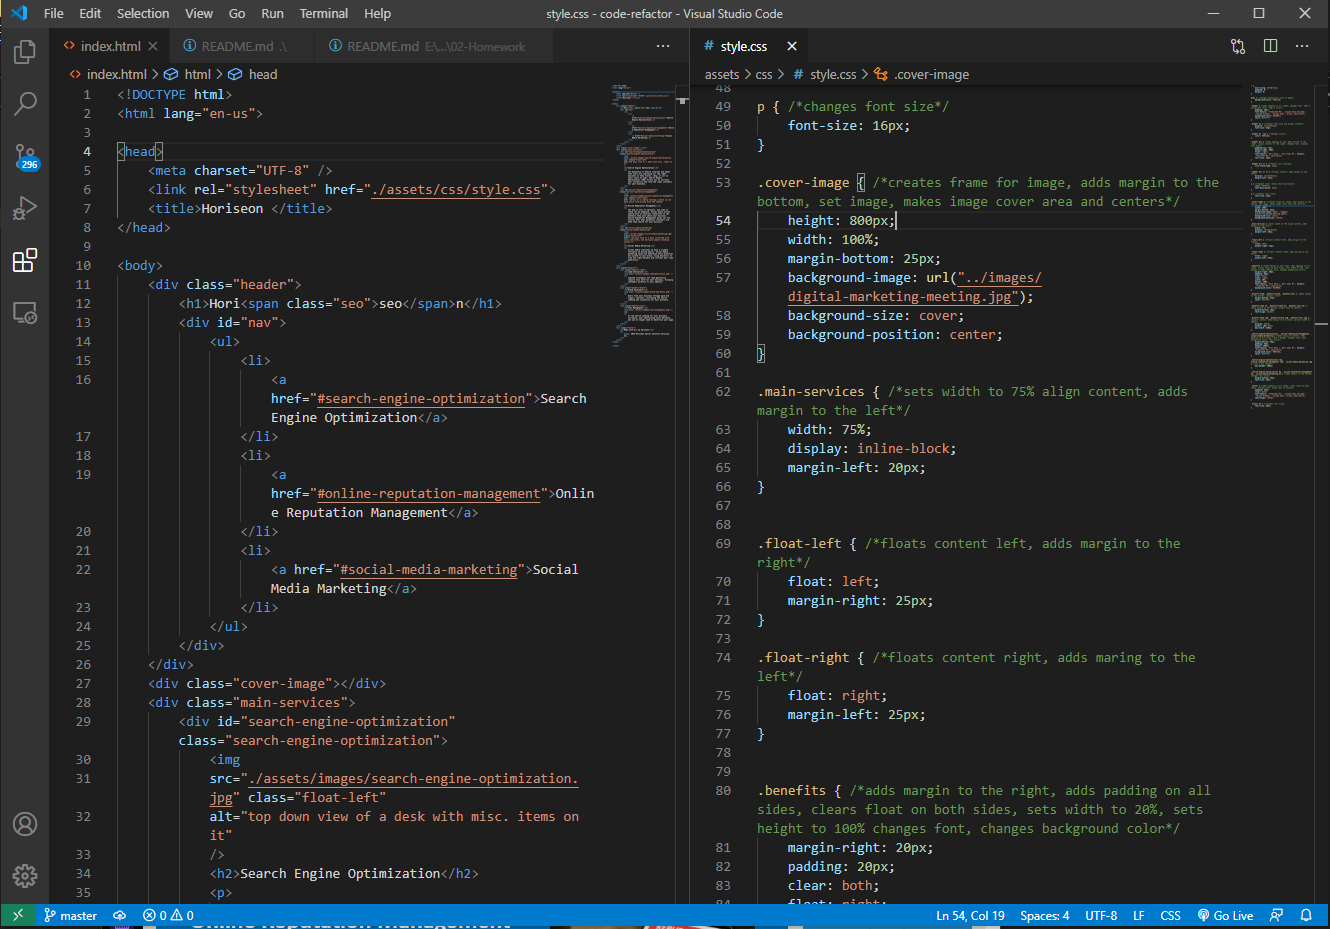 File Edit Selection View Go Run Terminal Help
style.css - code-refactor - Visual Studio Code
index.html
README.md .\
README.md E:\...\02-Homework
index.html > html > head
1 <!DOCTYPE html>
2 <html lang="en-us">
3
4 <head>
5 <meta charset="UTF-8" />
6 <link rel="stylesheet" href="./assets/css/style.css">
7 <title>Horiseon </title>
8 </head>
9
10 <body>
11 <div class="header">
12 <h1>Hori<span class="seo">seo</span>n</h1>
13 <div id="nav">
14 <ul>
15 <li>
16 <a
href="#search-engine-optimization">Search
Engine Optimization</a>
17 </li>
18 <li>
19 <a
href="#online-reputation-management">Onlin
e Reputation Management</a>
20 </li>
21 <li>
22 <a href="#social-media-marketing">Social
Media Marketing</a>
23 </li>
24 </ul>
25 </div>
26 </div>
27 <div class="cover-image"></div>
28 <div class="main-services">
29 <div id="search-engine-optimization"
class="search-engine-optimization">
30 <img
31 src="./assets/images/search-engine-optimization.
jpg" class="float-left"
32 alt="top down view of a desk with misc. items on
it"
33 />
34 <h2>Search Engine Optimization</h2>
35 <p>
# style.css
assets > css > # style.css > .cover-image
48
49 p { /*changes font size*/
50 font-size: 16px;
51 }
52
53 .cover-image { /*creates frame for image, adds margin to the
bottom, set image, makes image cover area and centers*/
54 height: 800px;
55 width: 100%;
56 margin-bottom: 25px;
57 background-image: url("../images/
digital-marketing-meeting.jpg");
58 background-size: cover;
59 background-position: center;
60 }
61
62 .main-services { /*sets width to 75% align content, adds
margin to the left*/
63 width: 75%;
64 display: inline-block;
65 margin-left: 20px;
66 }
67
68
69 .float-left { /*floats content left, adds margin to the
right*/
70 float: left;
71 margin-right: 25px;
72 }
73
74 .float-right { /*floats content right, adds maring to the
left*/
75 float: right;
76 margin-left: 25px;
77 }
78
79
80 .benefits { /*adds margin to the right, adds padding on all
sides, clears float on both sides, sets width to 20%, sets
height to 100% changes font, changes background color*/
81 margin-right: 20px;
82 padding: 20px;
83 clear: both;
84 float: right;
296
master
0 0
Ln 54, Col 19 Spaces: 4 UTF-8 LF CSS Go Live
Online Reputation Management